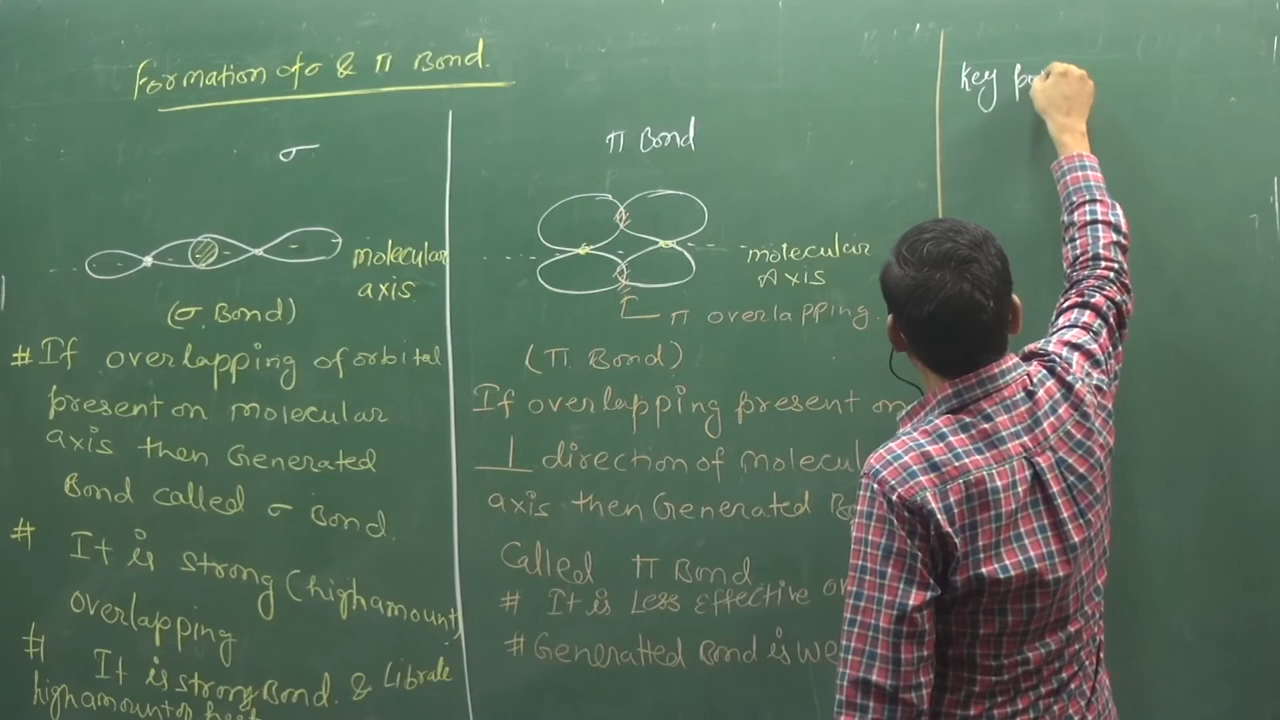 Formation of σ & π Bond.
σ
molecular
axis
(σ Bond)
#If overlapping of orbital
present on molecular
axis then Generated
Bond called σ Bond.
# It is strong (high amount)
overlapping
# It is strong Bond. & Librate
high amount of heat
π Bond
molecular
Axis
π overlapping.
(π Bond)
If overlapping present on
⊥ direction of molecul
axis then Generated
Called π Bond
# It is Less Effective
# Generatted Bond is we
Key